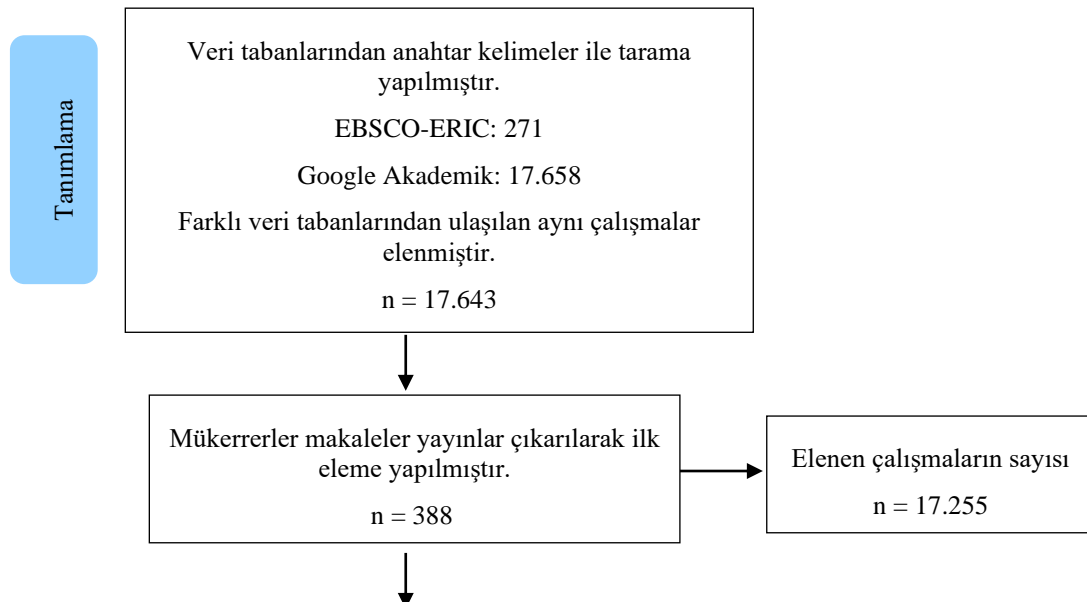 Tanımlama
Veri tabanlarından anahtar kelimeler ile tarama
yapılmıştır.
EBSCO-ERIC: 271
Google Akademik: 17.658
Farklı veri tabanlarından ulaşılan aynı çalışmalar
elenmiştir.
n = 17.643
Mükerrerler makaleler yayınlar çıkarılarak ilk
eleme yapılmıştır.
n = 388
Elenen çalışmaların sayısı
n = 17.255